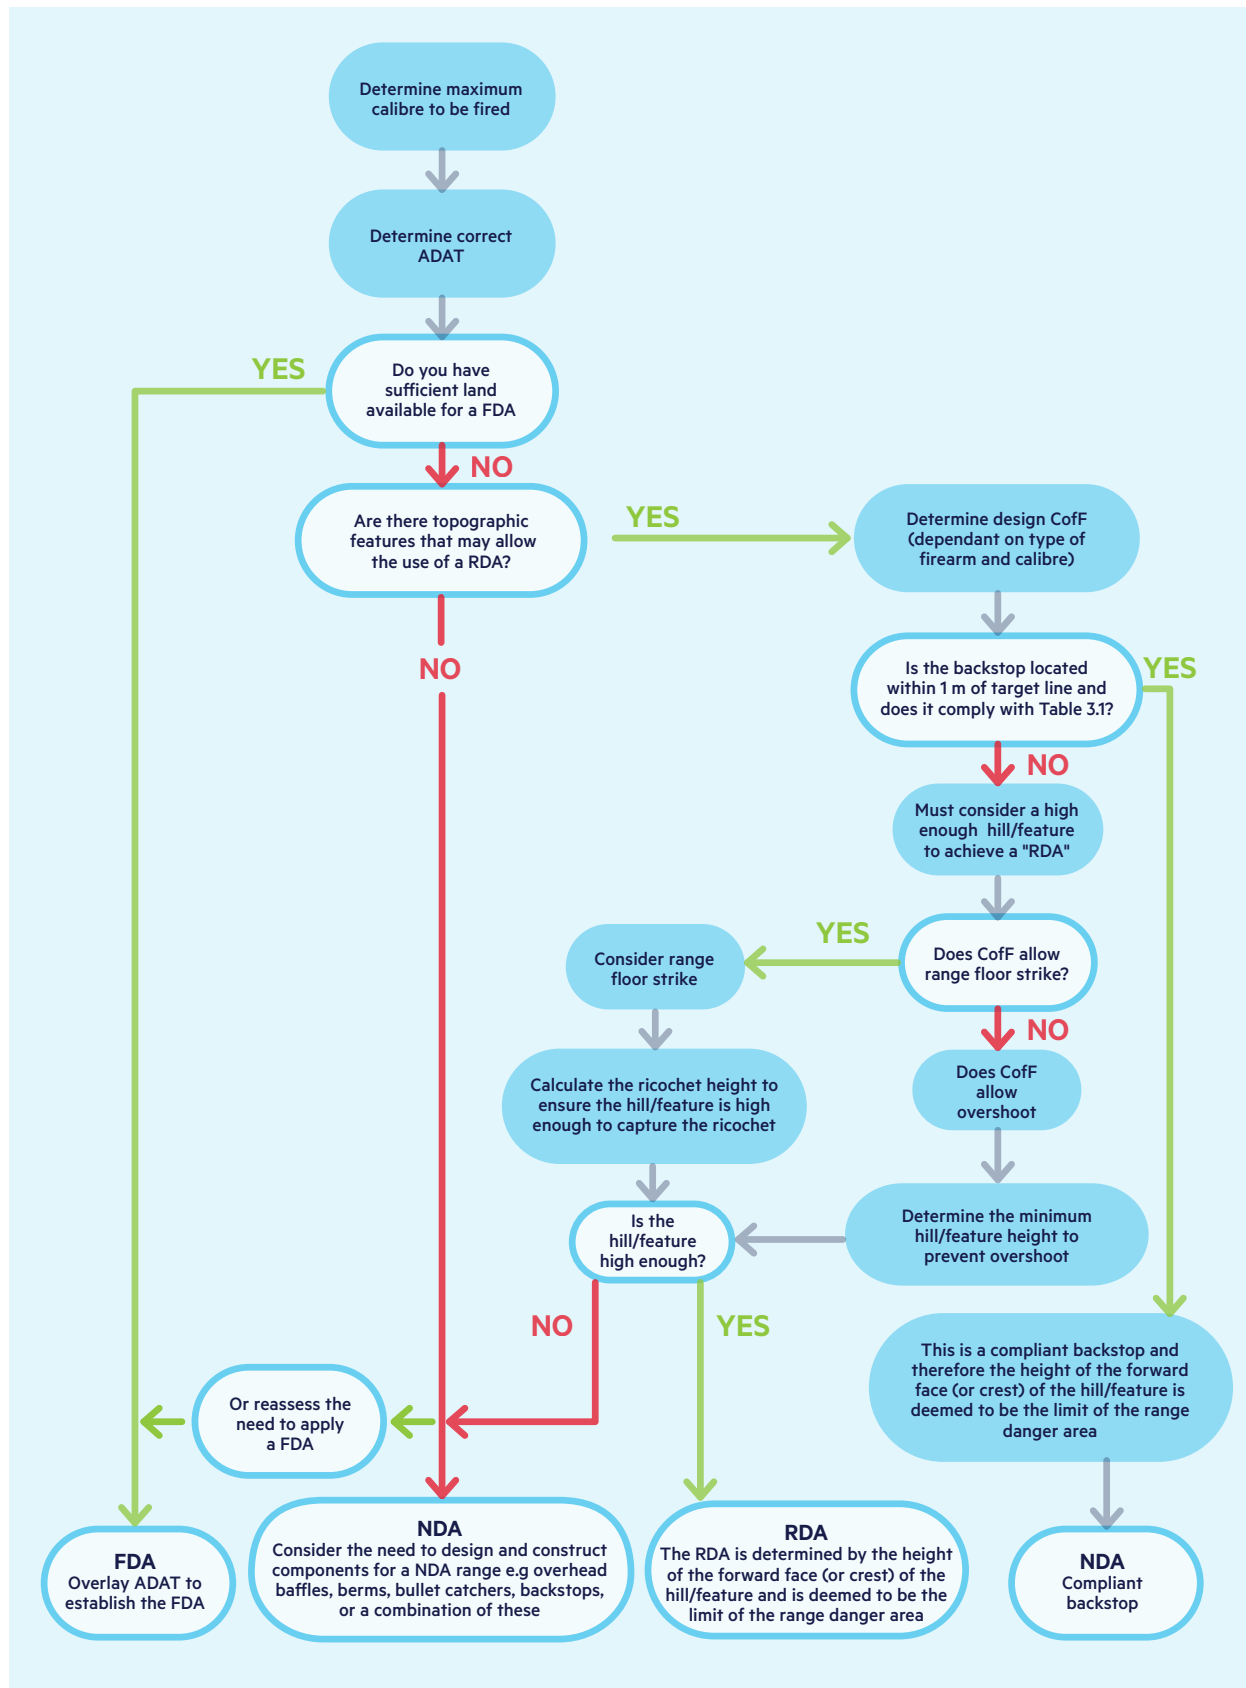 Determine maximum
calibre to be fired
Determine correct
ADAT
Do you have
sufficient land
available for a FDA
YES
NO
Are there topographic
features that may allow
the use of a RDA?
YES
NO
Determine design CofF
(dependant on type of
firearm and calibre)
Is the backstop located
within 1 m of target line and
does it comply with Table 3.1?
YES
NO
Must consider a high
enough hill/feature
to achieve a "RDA"
Does CofF allow
range floor strike?
YES
NO
Consider range
floor strike
Calculate the ricochet height to
ensure the hill/feature is high
enough to capture the ricochet
Does CofF
allow
overshoot
Determine the minimum
hill/feature height to
prevent overshoot
Is the
hill/feature
high enough?
NO
YES
This is a compliant backstop and
therefore the height of the forward
face (or crest) of the hill/feature is
deemed to be the limit of the range
danger area
Or reassess the
need to apply
a FDA
FDA
Overlay ADAT to
establish the FDA
NDA
Consider the need to design and construct
components for a NDA range e.g overhead
baffles, berms, bullet catchers, backstops,
or a combination of these
RDA
The RDA is determined by the height
of the forward face (or crest) of the
hill/feature and is deemed to be the
limit of the range danger area
NDA
Compliant
backstop